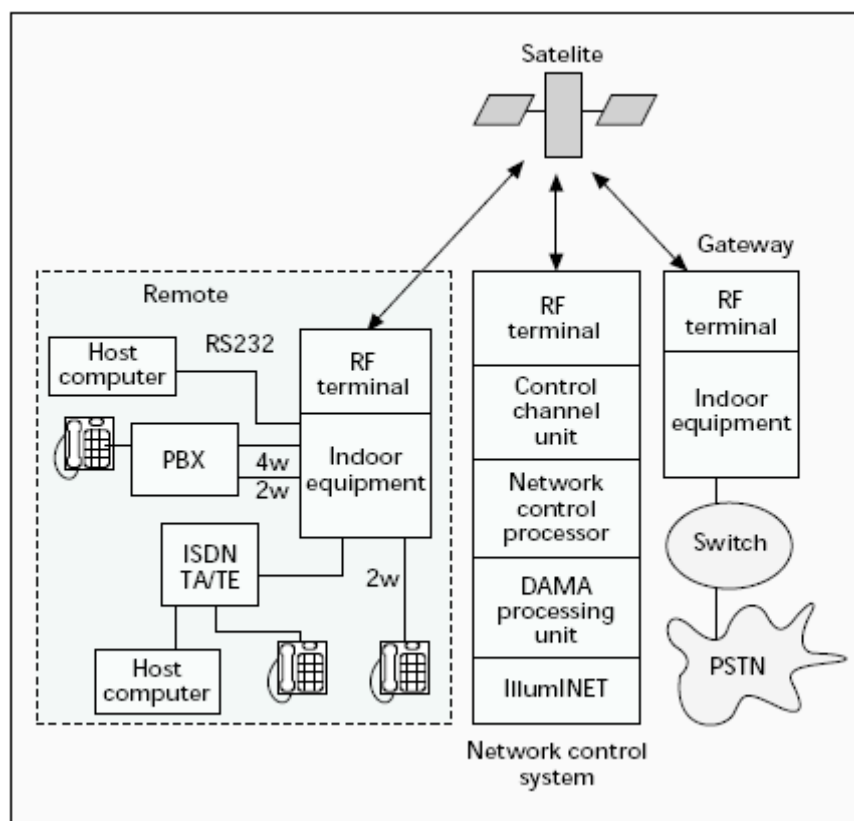 Satelite
Gateway
Remote
RS232
Host
computer
RF
terminal
PBX
4w
2w
Indoor
equipment
ISDN
TA/TE
2w
Host
computer
RF
terminal
Control
channel
unit
Network
control
processor
DAMA
processing
unit
IllumINET
Network control
system
RF
terminal
Indoor
equipment
Switch
PSTN